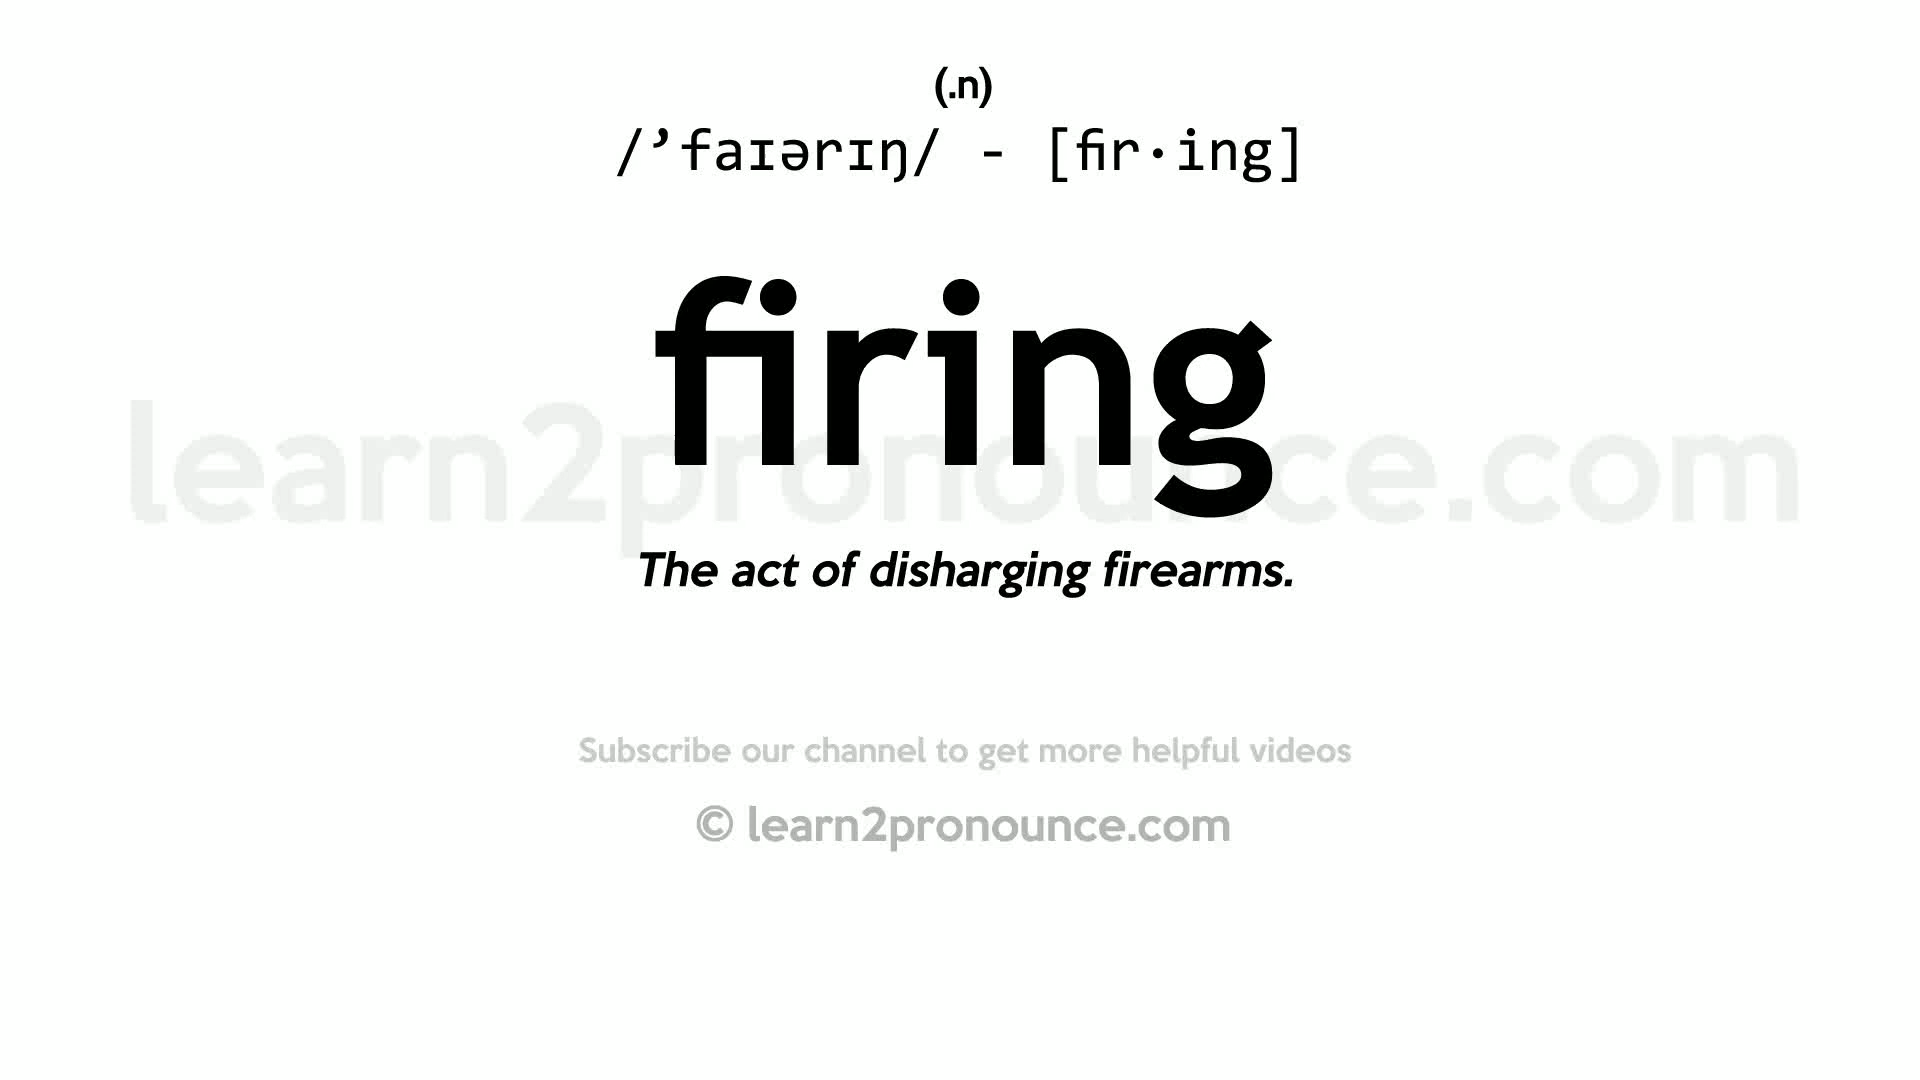 (.n)
/’faɪərɪŋ/ - [fir·ing]
firing
learn2pronounce.com
The act of disharging firearms.
Subscribe our channel to get more helpful videos
© learn2pronounce.com